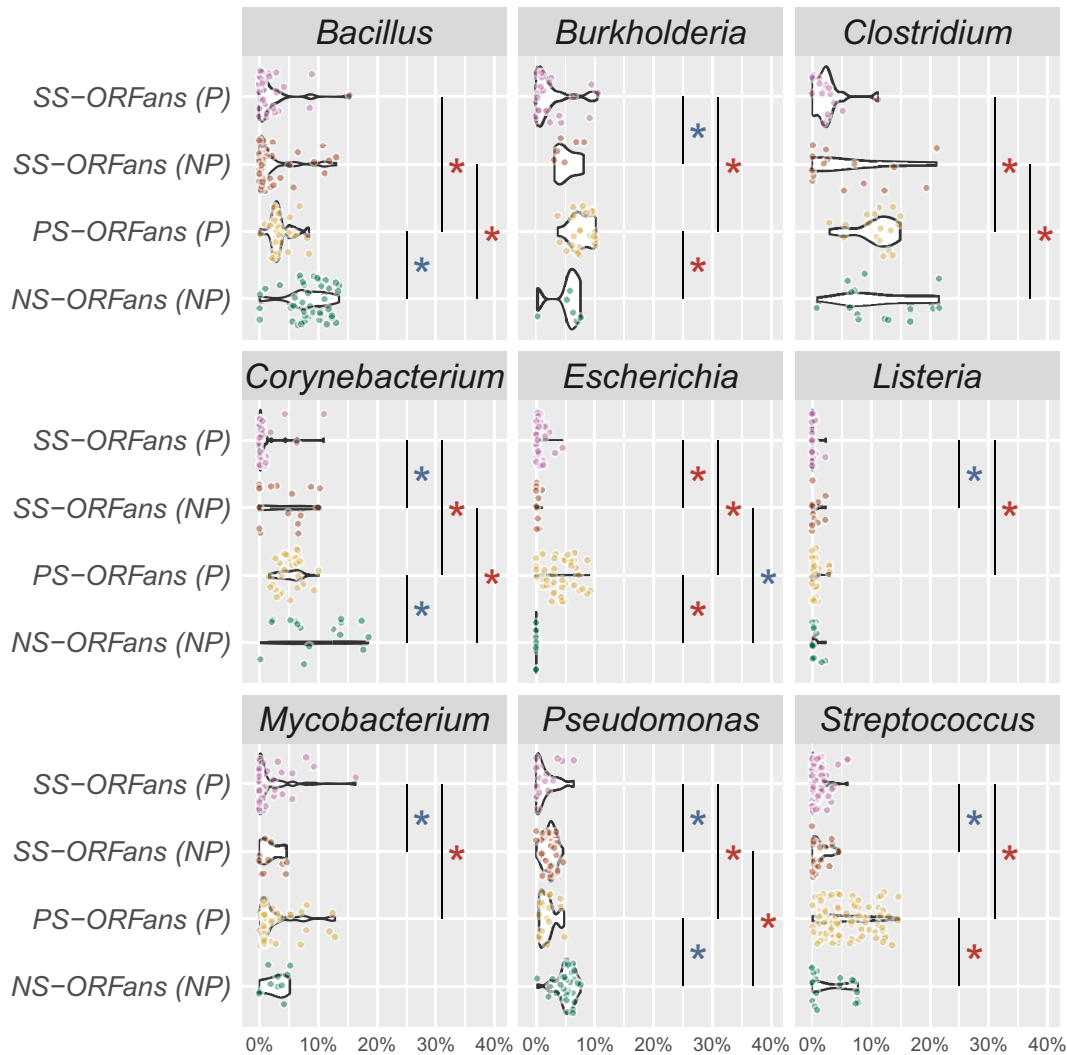 Bacillus Burkholderia Clostridium
SS−ORFans (P)
SS−ORFans (NP)
PS−ORFans (P)
NS−ORFans (NP)
Corynebacterium Escherichia Listeria
SS−ORFans (P)
SS−ORFans (NP)
PS−ORFans (P)
NS−ORFans (NP)
Mycobacterium Pseudomonas Streptococcus
SS−ORFans (P)
SS−ORFans (NP)
PS−ORFans (P)
NS−ORFans (NP)
0% 10% 20% 30% 40% 0% 10% 20% 30% 40% 0% 10% 20% 30% 40%